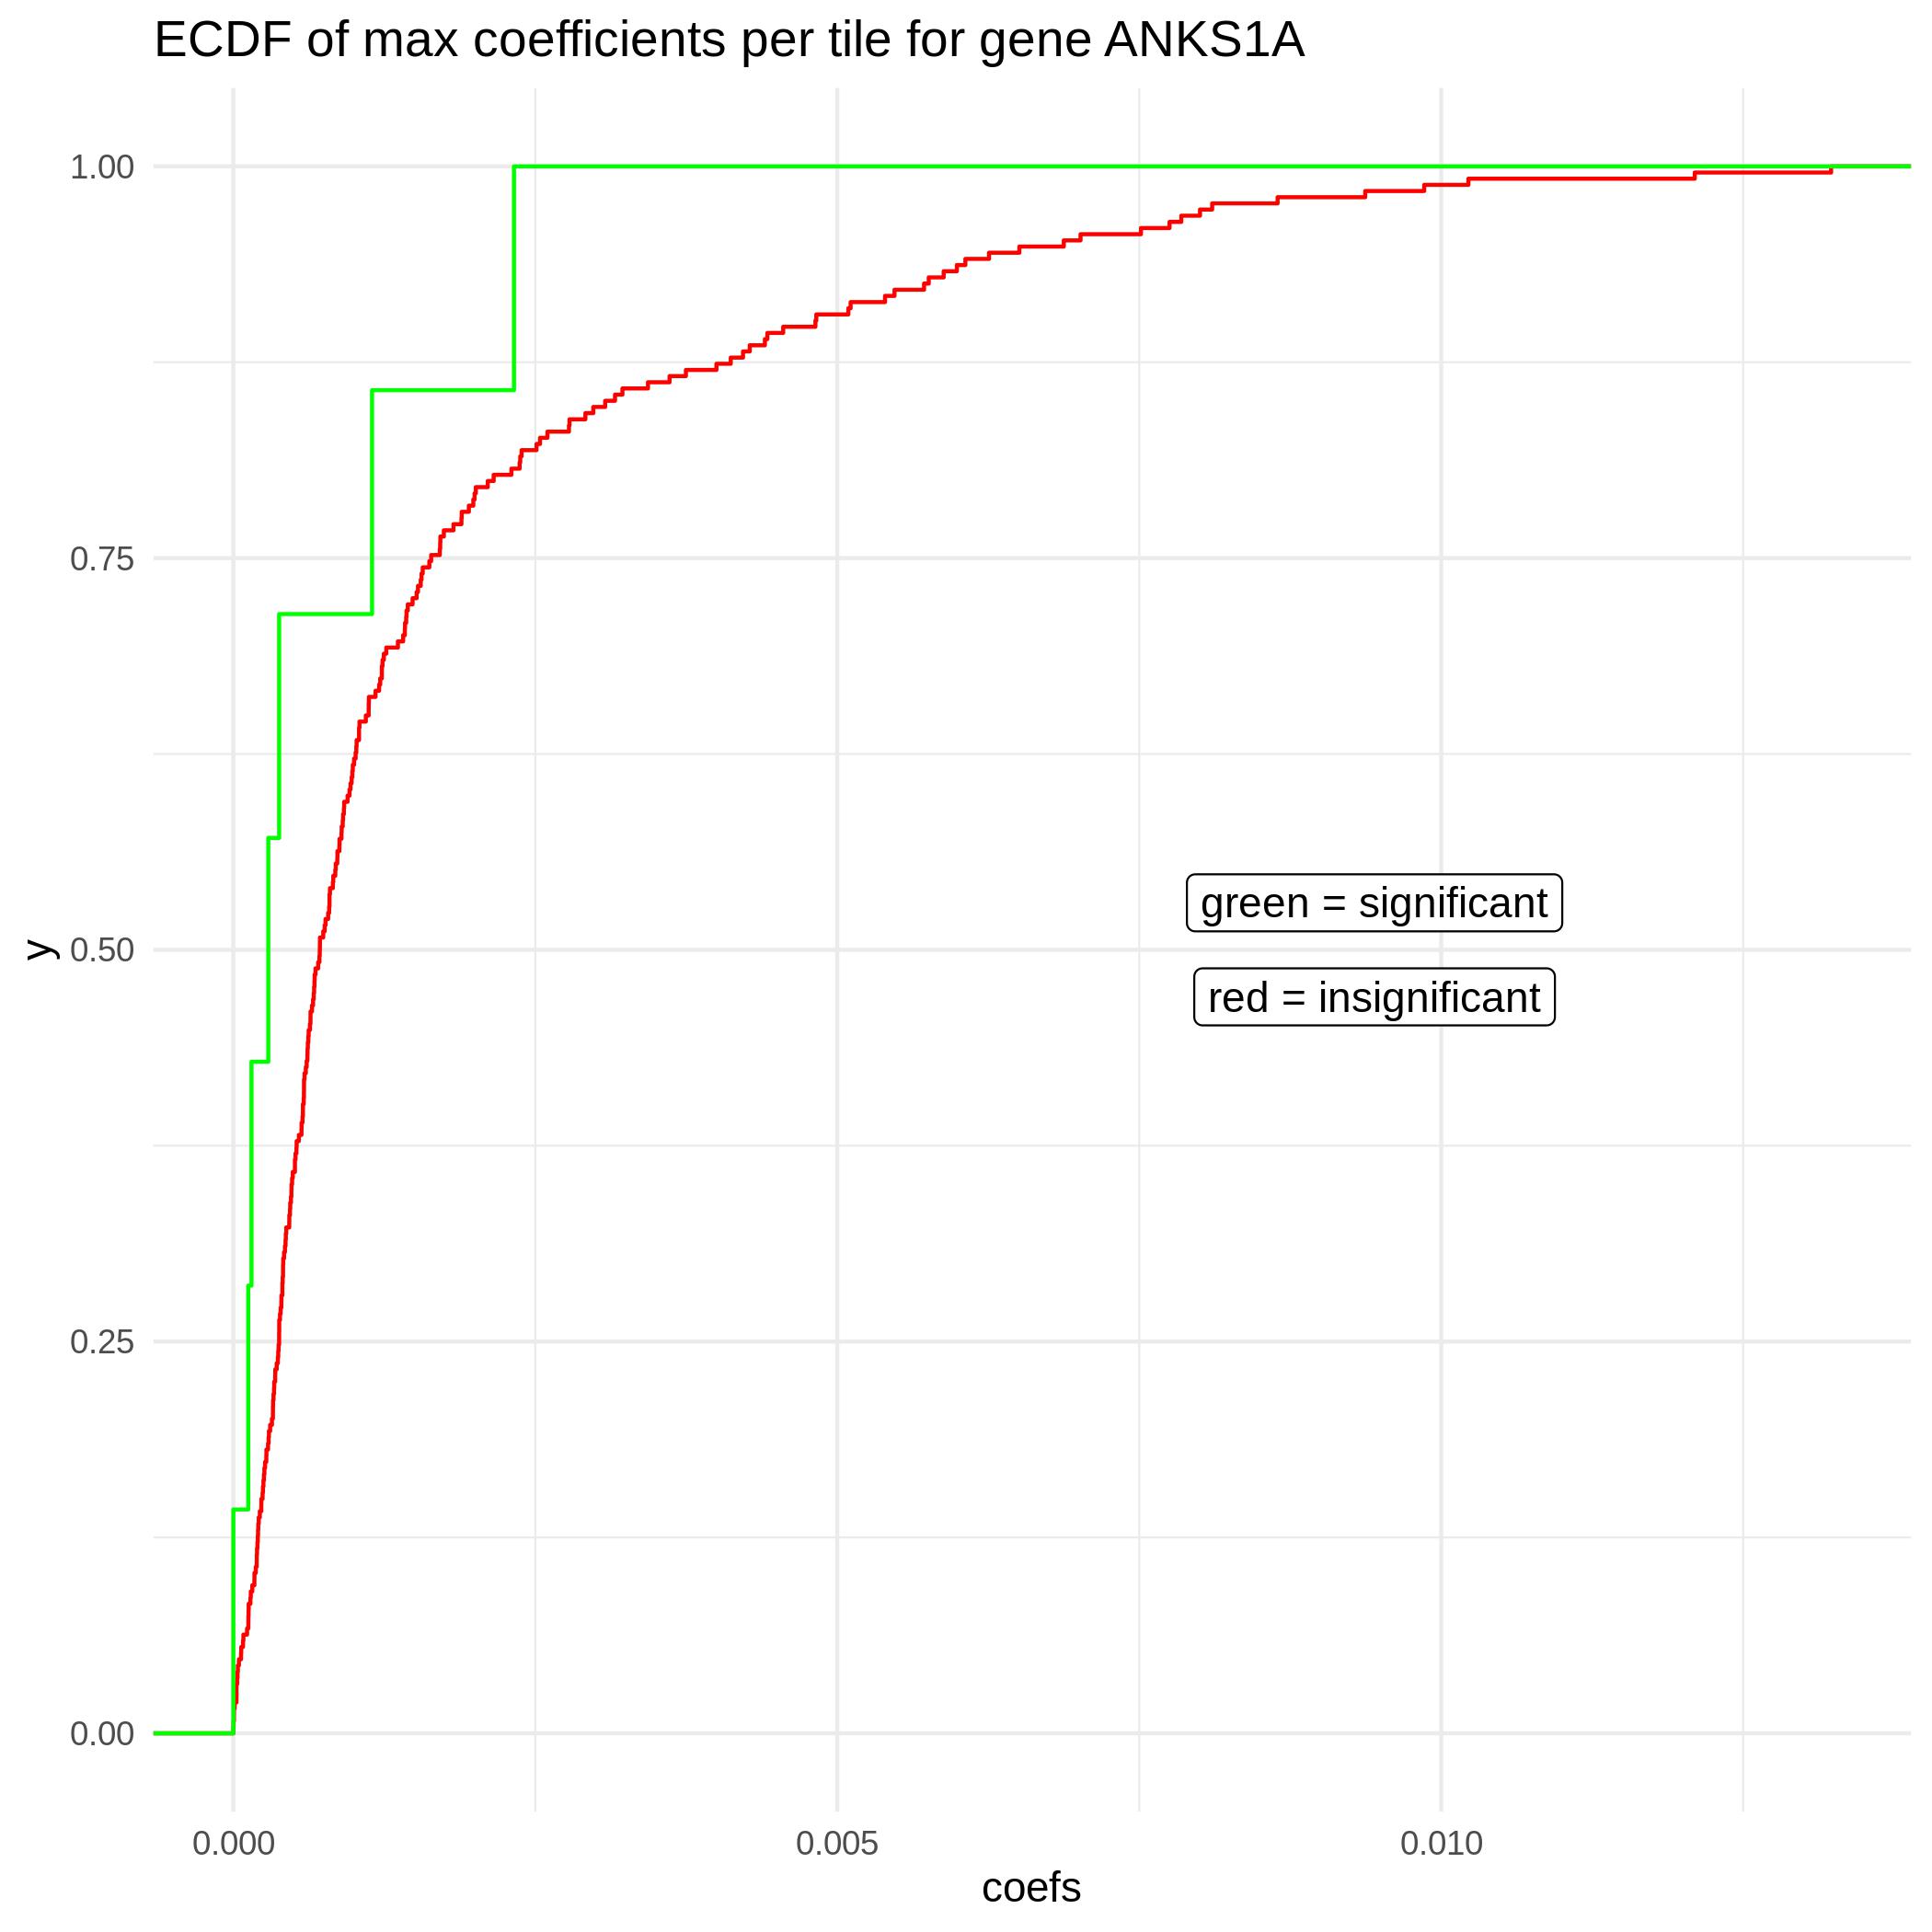 ECDF of max coefficients per tile for gene ANKS1A
1.00
0.75
y
0.50
0.25
0.00
green = significant
red = insignificant
0.000
0.005
0.010
coefs